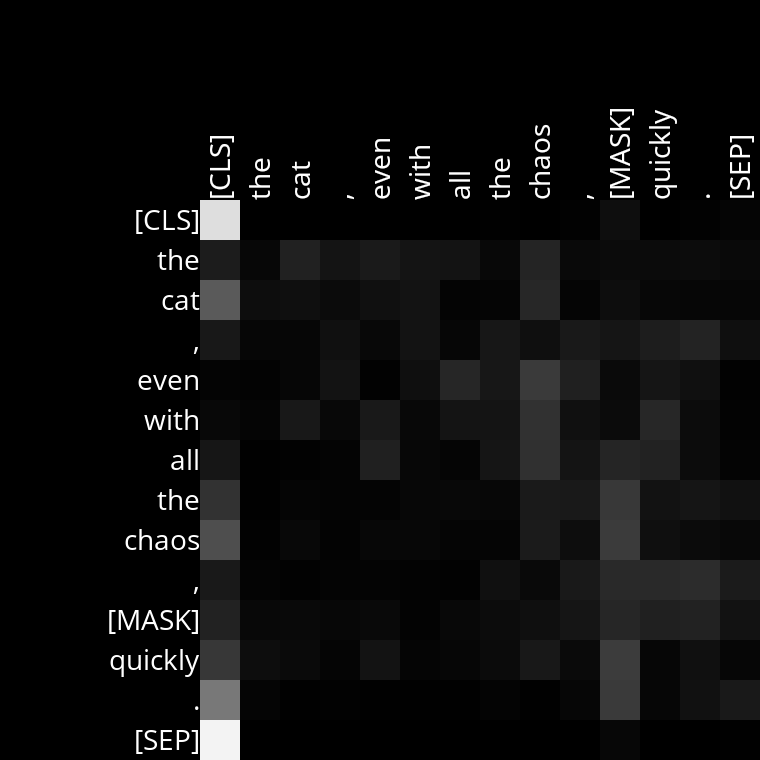 [CLS] the cat , even with all the chaos , [MASK] quickly . [SEP]
[CLS]
the
cat
,
even
with
all
the
chaos
,
[MASK]
quickly
.
[SEP]